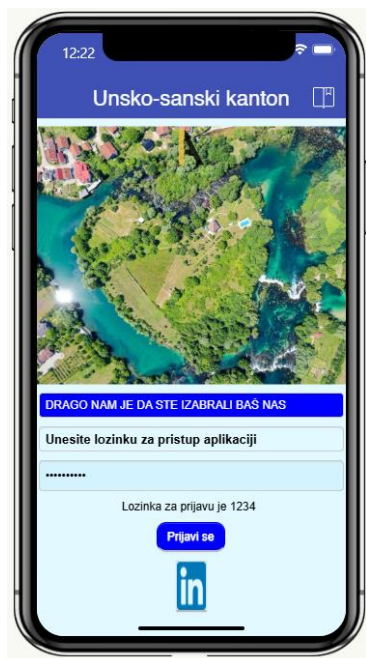 12:22
Unsko-sanski kanton
DRAGO NAM JE DA STE IZABRALI BAŠ NAS
Unesite lozinku za pristup aplikaciji
••••••••••
Lozinka za prijavu je 1234
Prijavi se
in